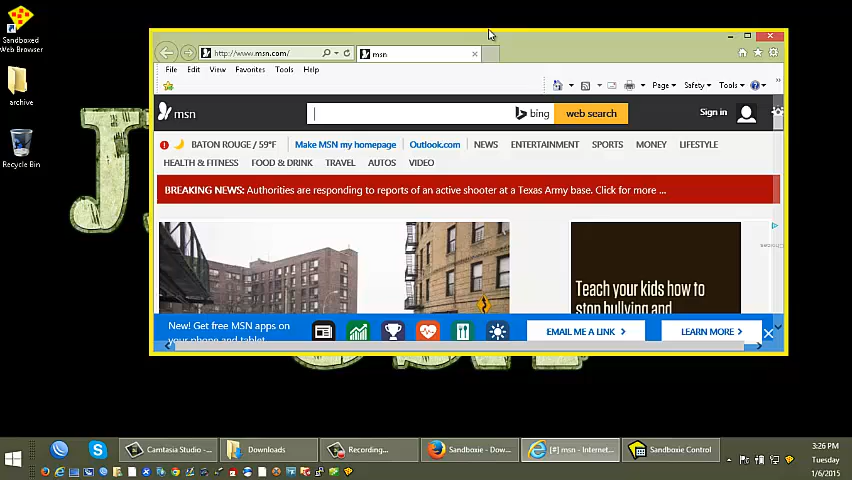 Sandboxed
Web Browser
archive
Recycle Bin
http://www.msn.com/
msn
File Edit View Favorites Tools Help
Page Safety Tools
msn
bing
web search
Sign in
BATON ROUGE / 59°F
Make MSN my homepage
Outlook.com
NEWS
ENTERTAINMENT
SPORTS
MONEY
LIFESTYLE
HEALTH & FITNESS
FOOD & DRINK
TRAVEL
AUTOS
VIDEO
BREAKING NEWS: Authorities are responding to reports of an active shooter at a Texas Army base. Click for more ...
Teach your kids how to
stop bullying and
New! Get free MSN apps on
your phone and tablet
EMAIL ME A LINK
LEARN MORE
Camtasia Studio -...
Downloads
Recording...
Sandboxie - Dow...
[#] msn - Internet...
Sandboxie Control
3:26 PM
Tuesday
1/6/2015